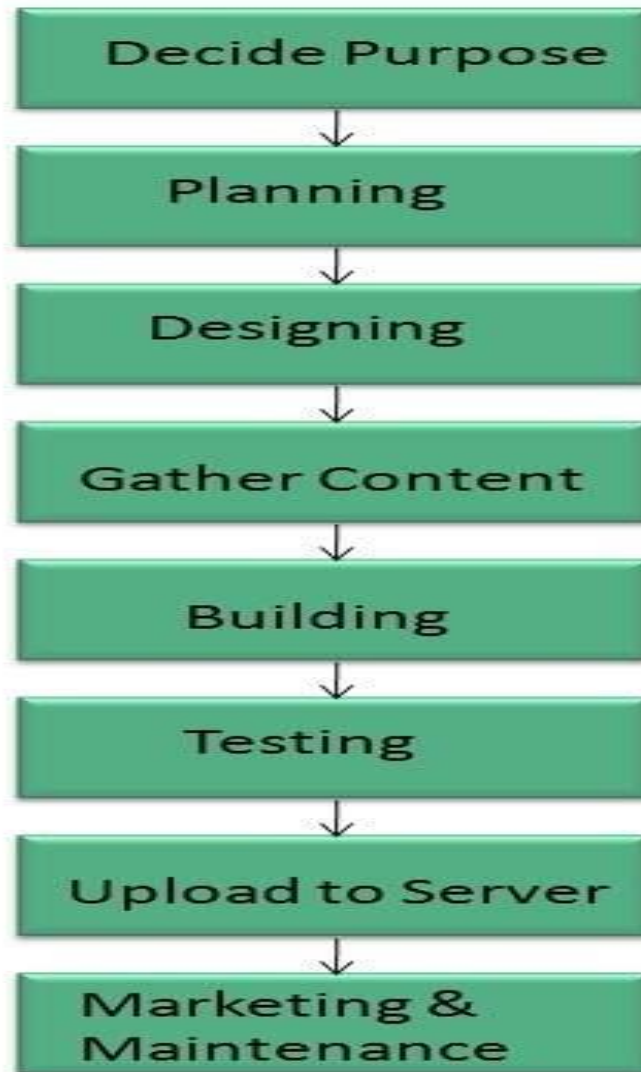 Decide Purpose
Planning
Designing
Gather Content
Building
Testing
Upload to Server
Marketing &
Maintenance